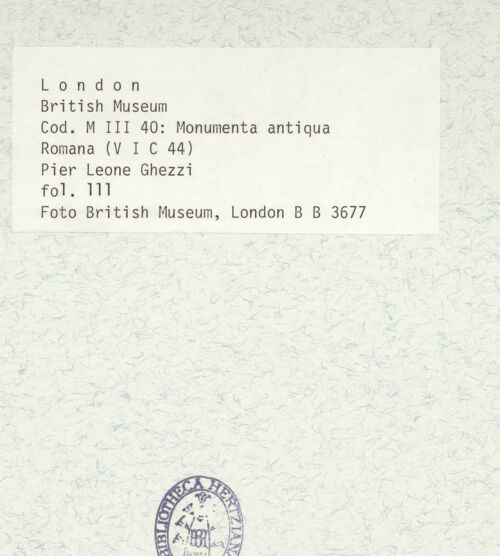 L o n d o n
British Museum
Cod. M III 40: Monumenta antiqua
Romana (V I C 44)
Pier Leone Ghezzi
fol. 111
Foto British Museum, London B B 3677
BIBLIOTHECA HERTZIANA